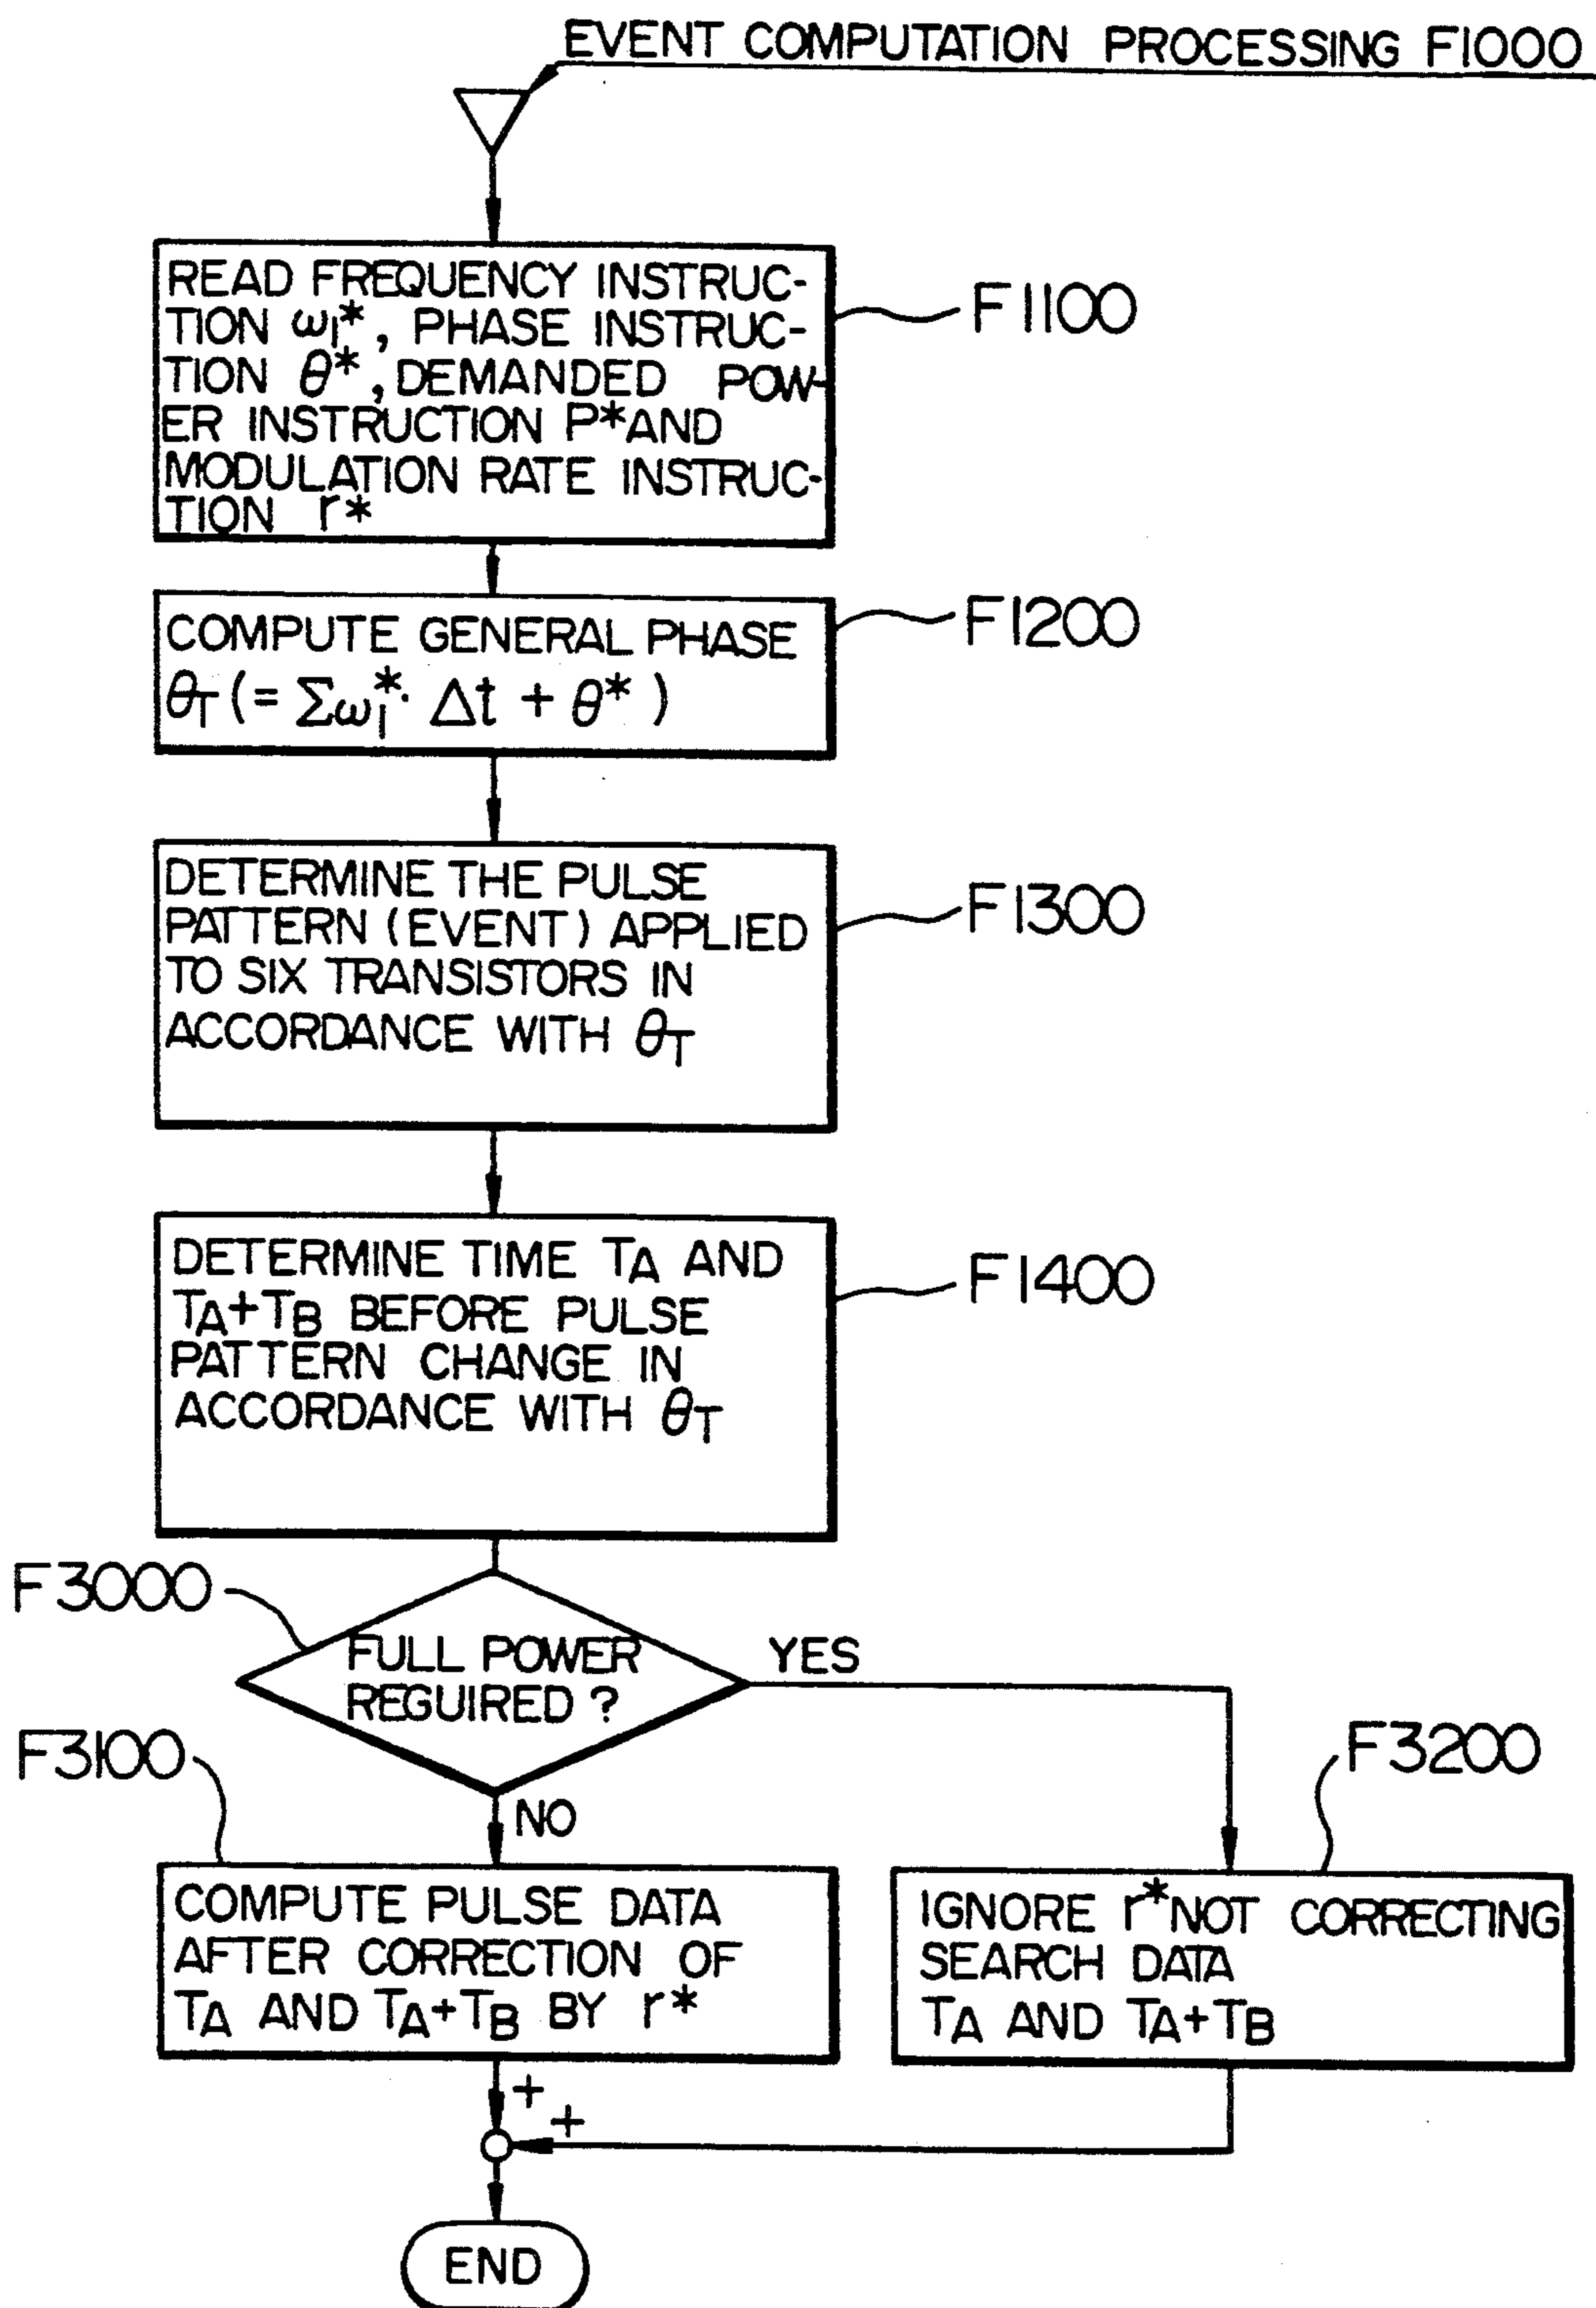 EVENT COMPUTATION PROCESSING F1000
READ FREQUENCY INSTRUC-
TION ω₁*, PHASE INSTRUC-
TION θ*, DEMANDED POW-
ER INSTRUCTION P* AND
MODULATION RATE INSTRUC-
TION r*
F1100
COMPUTE GENERAL PHASE
θT (= Σω₁*· Δt + θ* )
F1200
DETERMINE THE PULSE
PATTERN (EVENT) APPLIED
TO SIX TRANSISTORS IN
ACCORDANCE WITH θT
F1300
DETERMINE TIME TA AND
TA+TB BEFORE PULSE
PATTERN CHANGE IN
ACCORDANCE WITH θT
F1400
F3000
FULL POWER
REGUIRED ?
YES
NO
F3100
COMPUTE PULSE DATA
AFTER CORRECTION OF
TA AND TA+TB BY r*
F3200
IGNORE r* NOT CORRECTING
SEARCH DATA
TA AND TA+TB
+
+
END